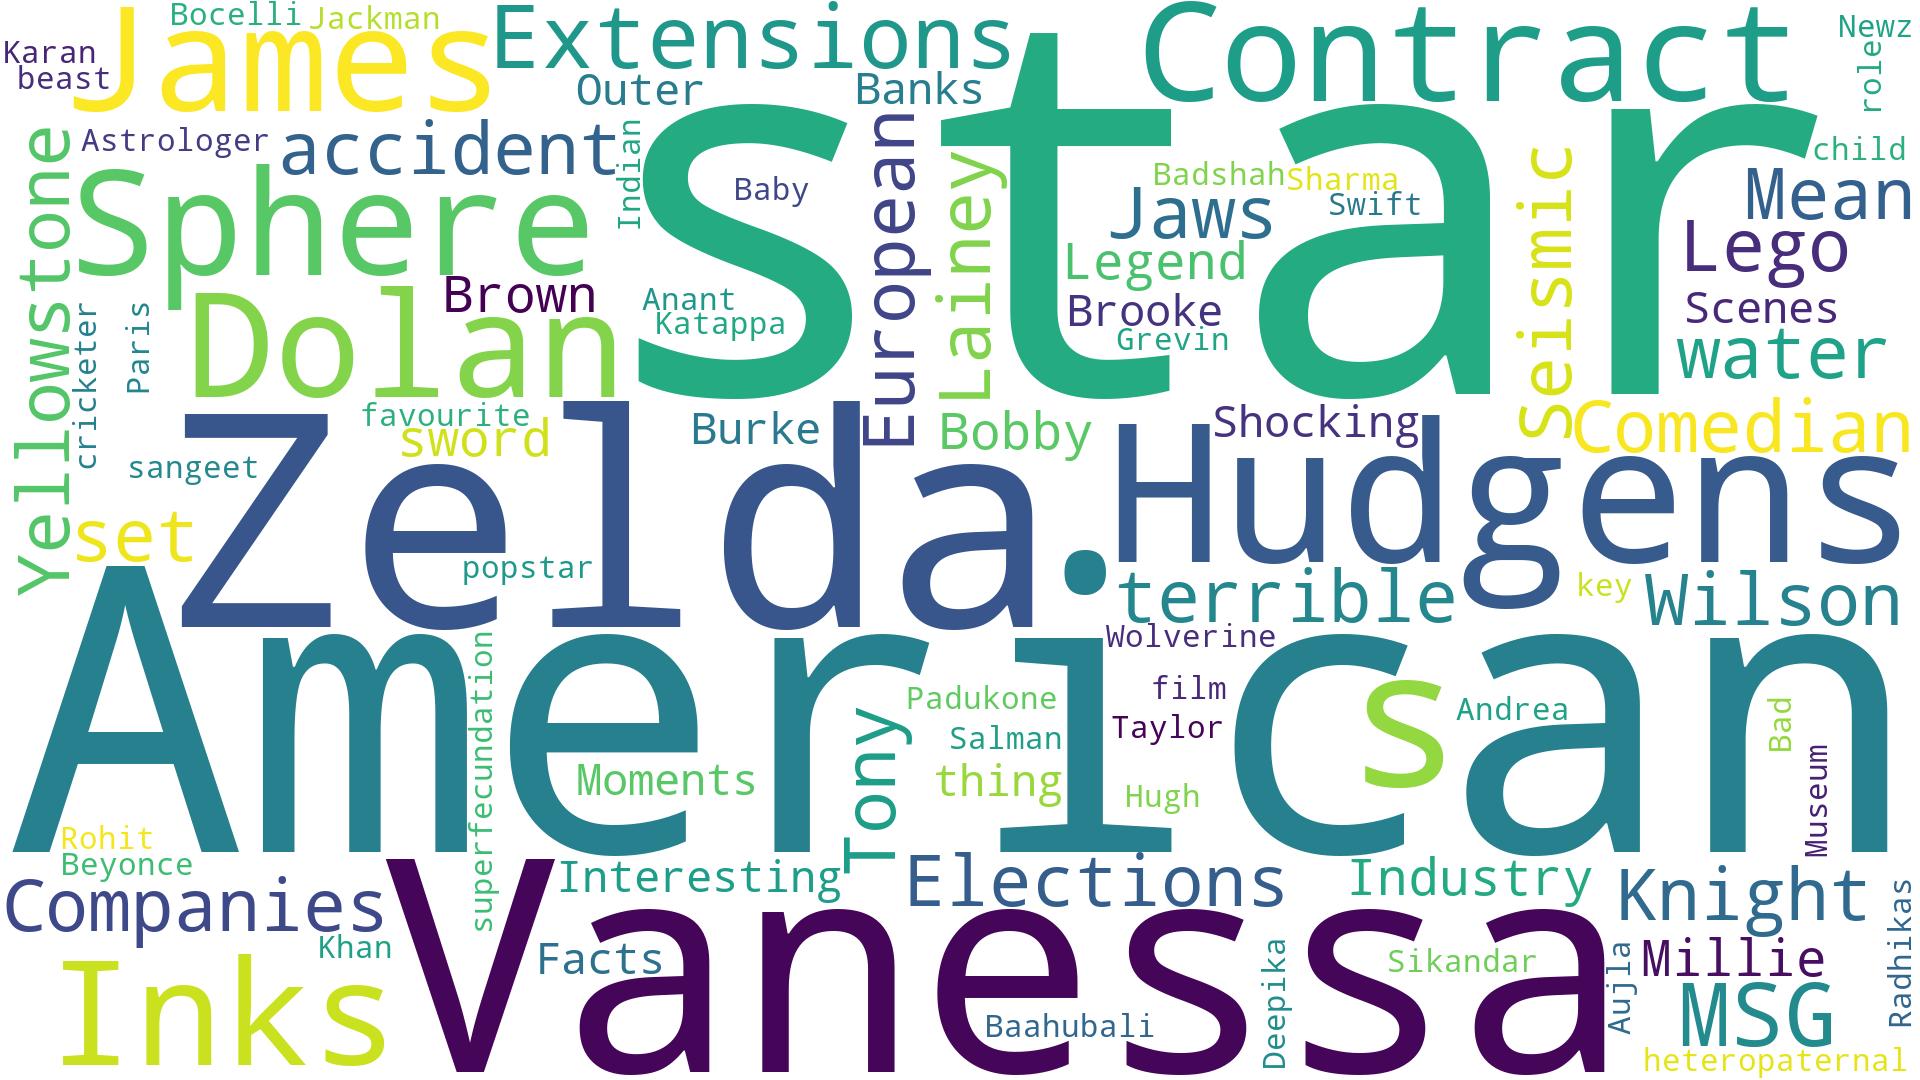 Bocelli
Jackman
Extensions
Contract
Newz
Karan
James
beast
Outer
Banks
role
star
Astrologer
accident
Indian
European
Lainey
Seismic
child
Yellowstone
Sphere
Baby
Badshah
Sharma
Jaws
Swift
Mean
Lego
Legend
Brown
Anant
Katappa
Brooke
Grevin
Scenes
water
cricketer
Paris
Dolan
favourite
sword
Burke
Bobby
Shocking
Comedian
sangeet
set
Zelda
.
Hudgens
popstar
terrible
key
Wilson
American
superfecundation
Wolverine
film
Padukone
Taylor
Salman
thing
Hugh
Tony
Moments
s
Andrea
Bad
Museum
Rohit
Beyonce
Interesting
Elections
Industry
Knight
Companies
Khan
Vanessa
Facts
Sikandar
Deepika
Aujla
Millie
Radhikas
Inks
Baahubali
MSG
heteropaternal